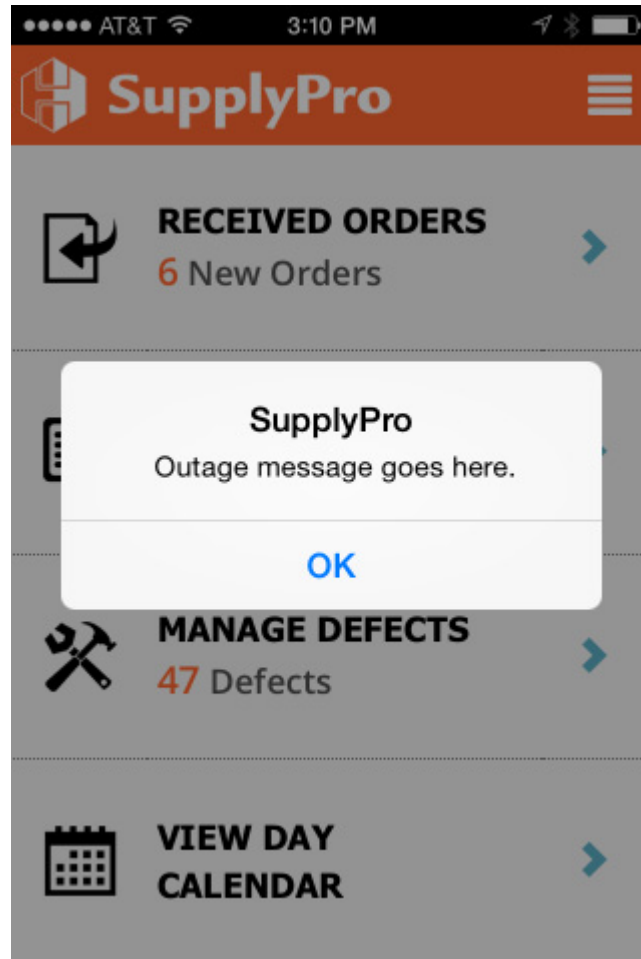 AT&T 3:10 PM
SupplyPro
RECEIVED ORDERS
6 New Orders
SupplyPro
Outage message goes here.
OK
MANAGE DEFECTS
47 Defects
VIEW DAY
CALENDAR